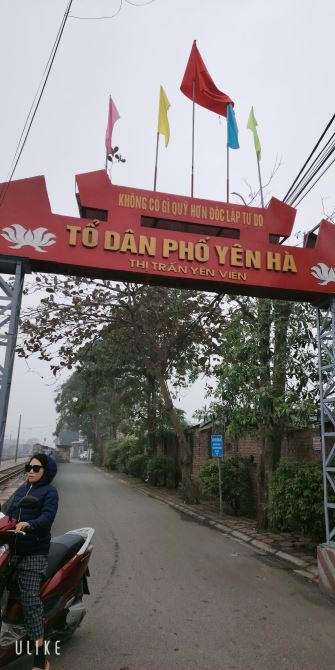 KHÔNG CÓ GÌ QUÝ HƠN ĐỘC LẬP TỰ DO
TỔ DÂN PHỐ YÊN HÀ
THỊ TRẤN YÊN VIÊN
ULIKE